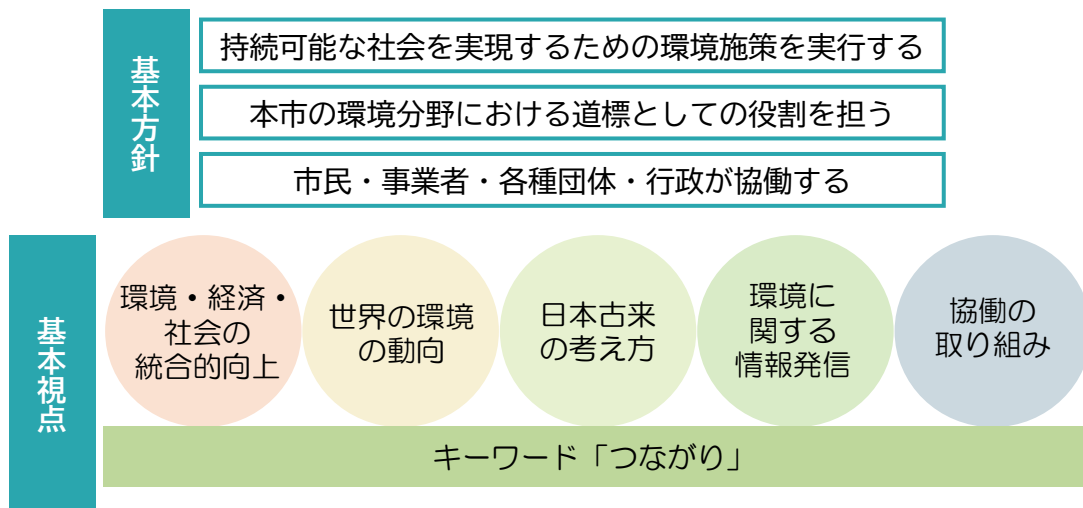 基本方針
持続可能な社会を実現するための環境施策を実行する
本市の環境分野における道標としての役割を担う
市民・事業者・各種団体・行政が協働する
基本視点
環境・経済・
社会の
統合的向上
世界の環境
の動向
日本古来
の考え方
環境に
関する
情報発信
協働の
取り組み
キーワード「つながり」